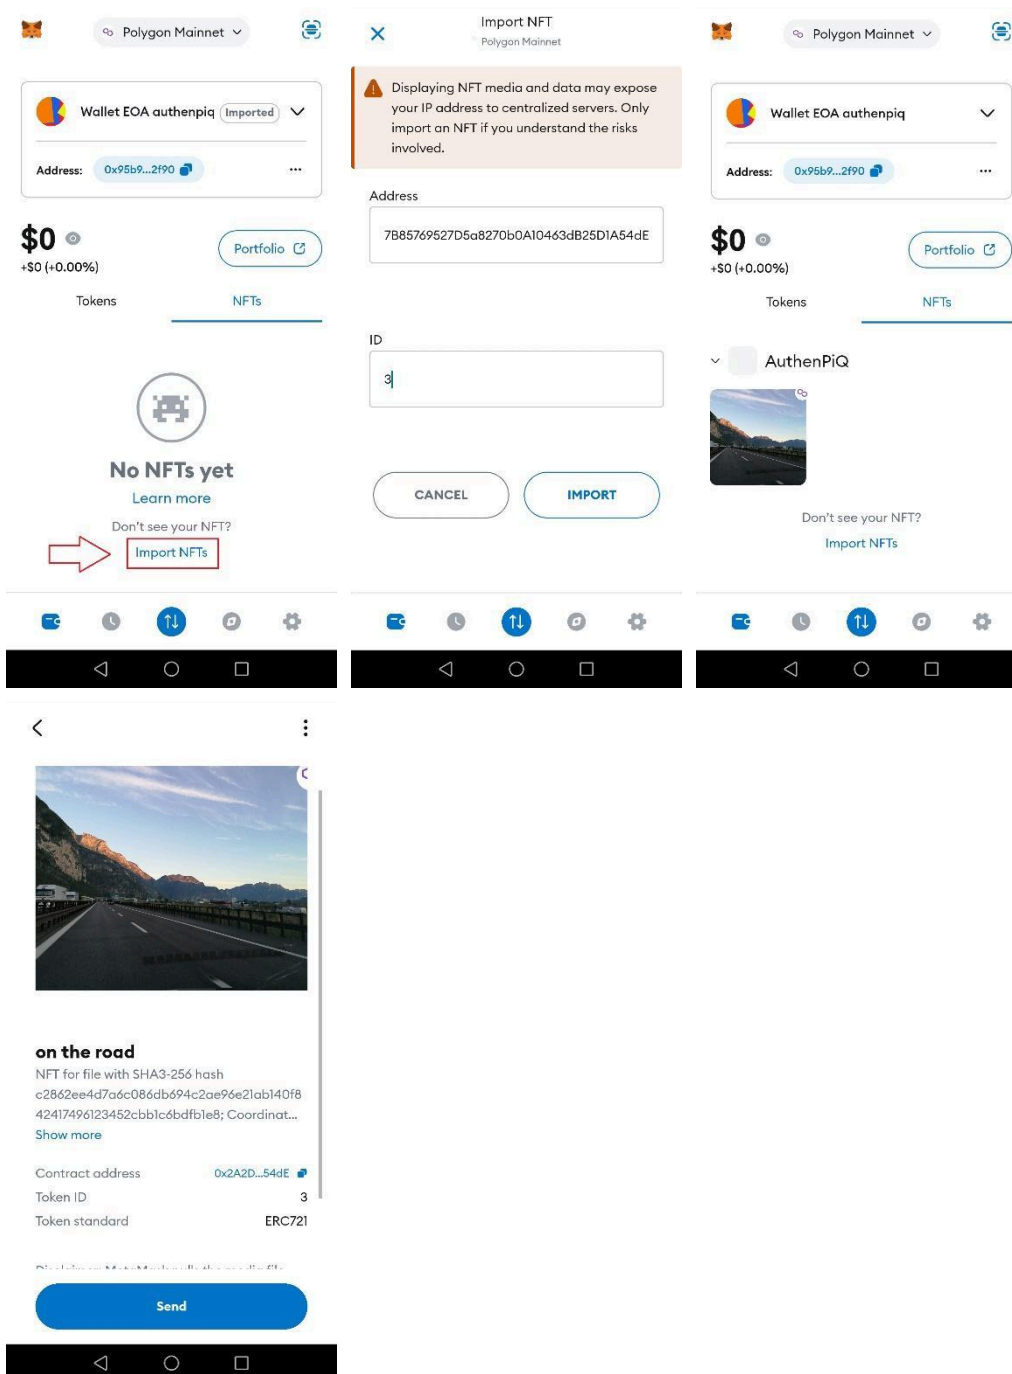 Polygon Mainnet
Wallet EOA authenpiq Imported
Address: 0x95b9...2f90
$0
+$0 (+0.00%)
Portfolio
Tokens NFTs
No NFTs yet
Learn more
Don't see your NFT?
Import NFTs
Import NFT
Polygon Mainnet
Displaying NFT media and data may expose
your IP address to centralized servers. Only
import an NFT if you understand the risks
involved.
Address
7B85769527D5a8270b0A10463dB25D1A54dE
ID
3
CANCEL IMPORT
Polygon Mainnet
Wallet EOA authenpiq
Address: 0x95b9...2f90
$0
+$0 (+0.00%)
Portfolio
Tokens NFTs
AuthenPiQ
Don't see your NFT?
Import NFTs
on the road
NFT for file with SHA3-256 hash
c2862ee4d7a6c086db694c2ae96e21ab140f8
42417496123452cbb1c6bdfb1e8; Coordinat...
Show more
Contract address 0x2A2D...54dE
Token ID 3
Token standard ERC721
Send